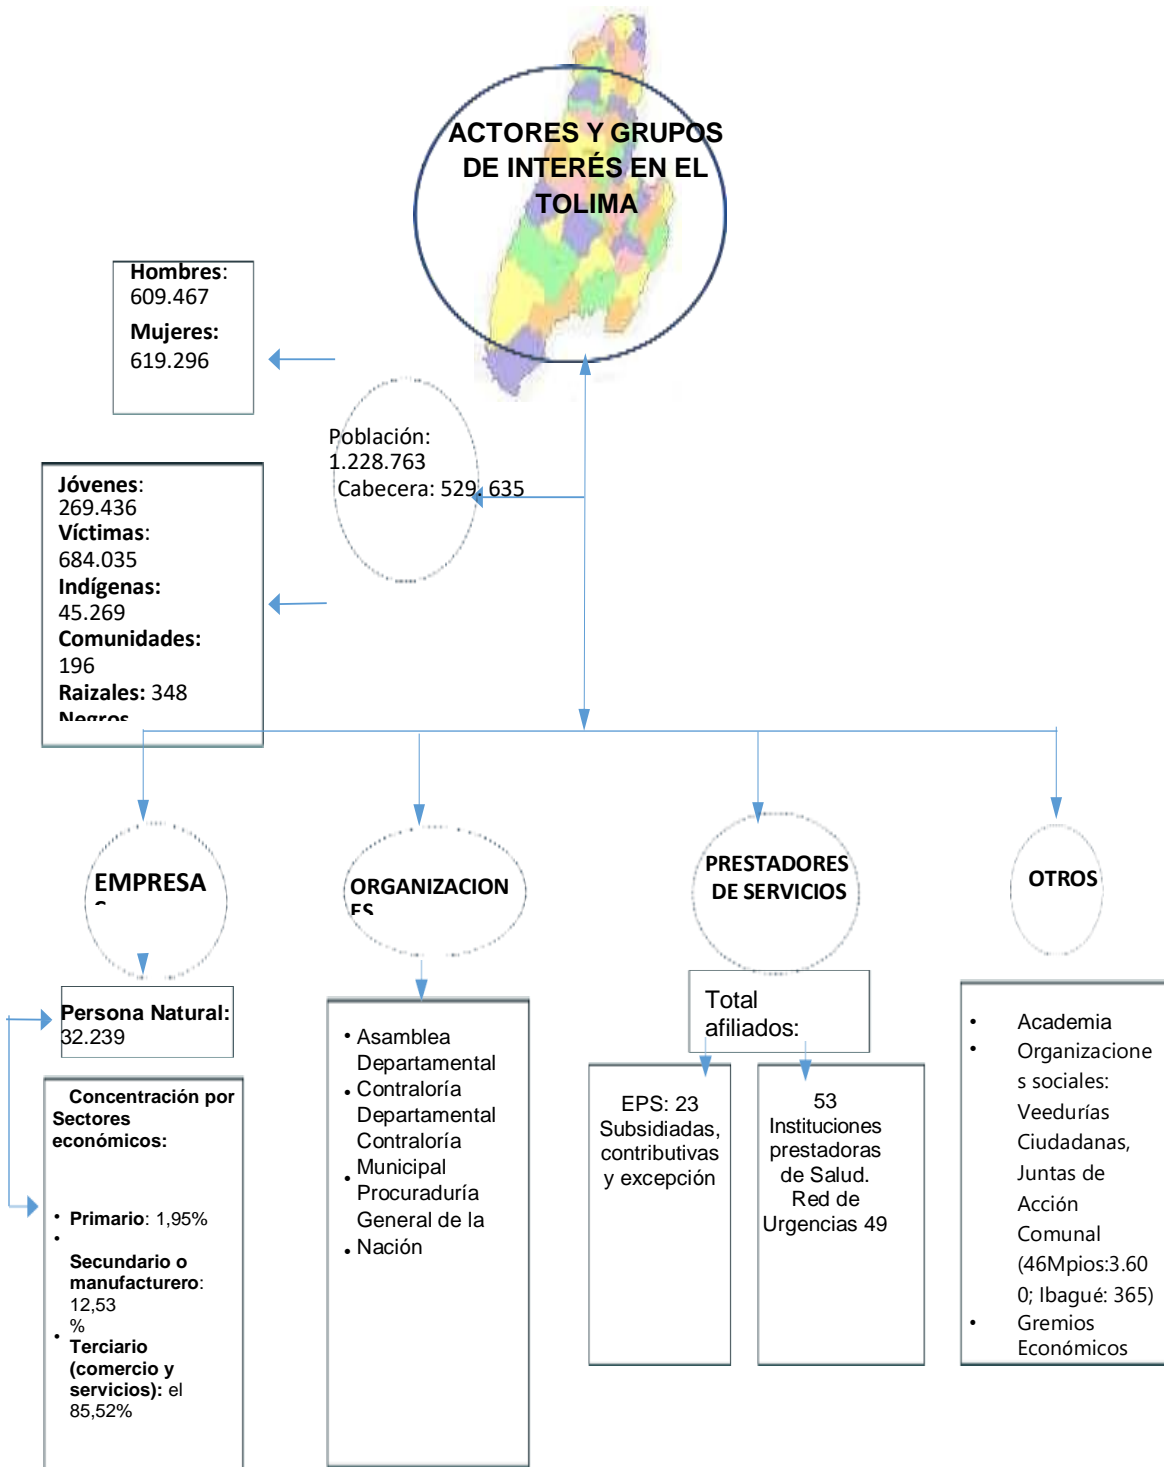 ACTORES Y GRUPOS
DE INTERÉS EN EL
TOLIMA
Hombres:
609.467
Mujeres:
619.296
Población:
1.228.763
Cabecera: 529. 635
Jóvenes:
269.436
Víctimas:
684.035
Indígenas:
45.269
Comunidades:
196
Raizales: 348
Negros
EMPRESA
S
ORGANIZACION
ES
PRESTADORES
DE SERVICIOS
OTROS
Persona Natural:
32.239
Concentración por
Sectores
económicos:
• Primario: 1,95%
•
Secundario o
manufacturero:
12,53
%
• Terciario
(comercio y
servicios): el
85,52%
• Asamblea
Departamental
• Contraloría
Departamental
Contraloría
Municipal
• Procuraduría
General de la
• Nación
Total
afiliados:
EPS: 23
Subsidiadas,
contributivas
y excepción
53
Instituciones
prestadoras
de Salud.
Red de
Urgencias 49
• Academia
• Organizacione
s sociales:
Veedurías
Ciudadanas,
Juntas de
Acción
Comunal
(46Mpios:3.60
0; Ibagué: 365)
• Gremios
Económicos